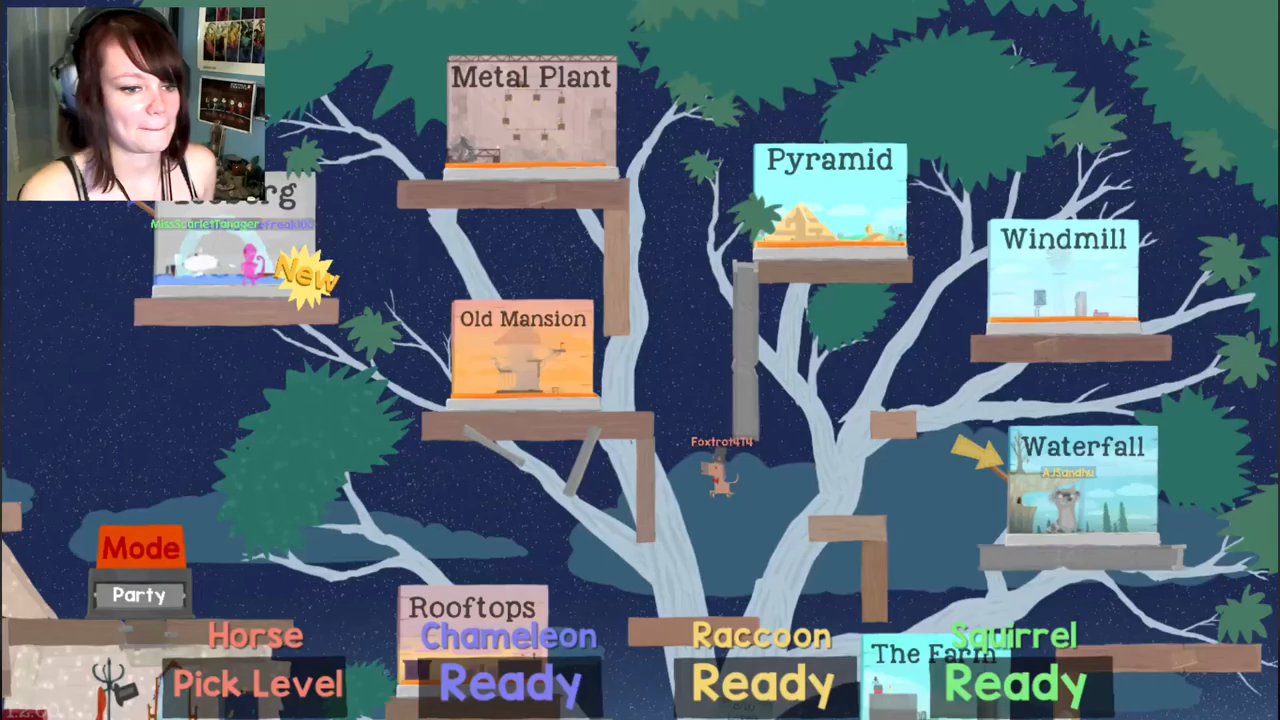 Metal Plant
Pyramid
MissScarletTanager
New
Windmill
Old Mansion
Foxtrot4T4
Waterfall
AJSandhu
Mode
Party
Rooftops
The Farm
Horse
Chameleon
Raccoon
Squirrel
Pick Level
Ready
Ready
Ready